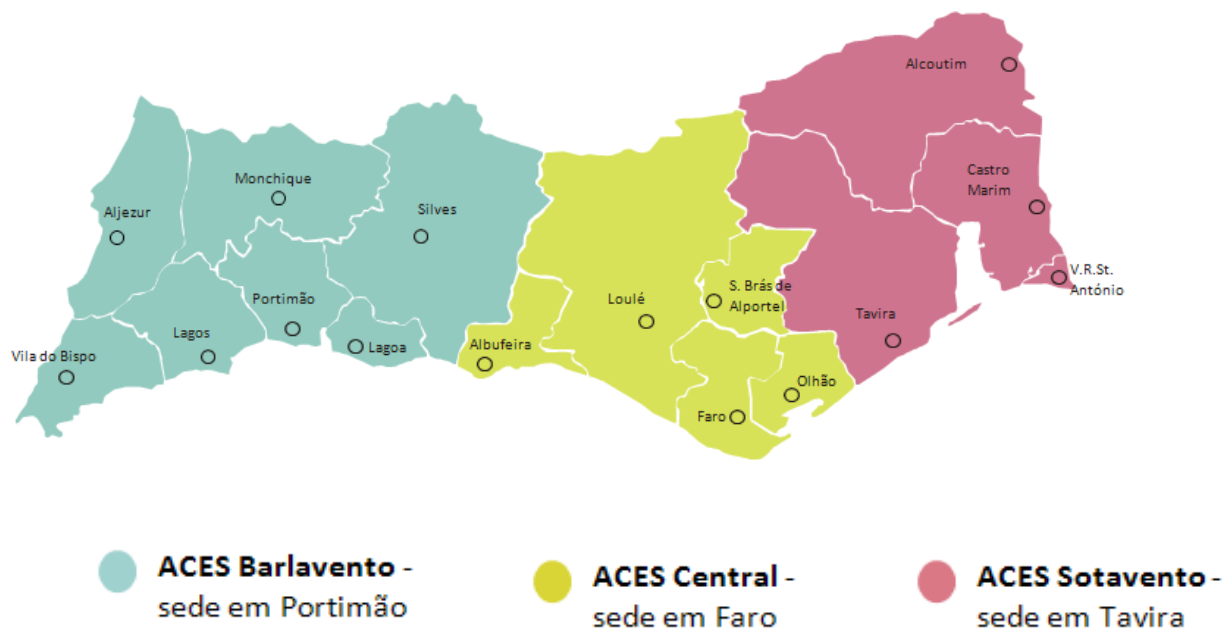 Alcoutim
Castro
Marim
Monchique
Aljezur
Silves
V.R.St.
António
S. Brás de
Alportel
Portimão
Loulé
Tavira
Lagos
Lagoa
Albufeira
Vila do Bispo
Olhão
Faro
ACES Barlavento -
sede em Portimão
ACES Central -
sede em Faro
ACES Sotavento -
sede em Tavira